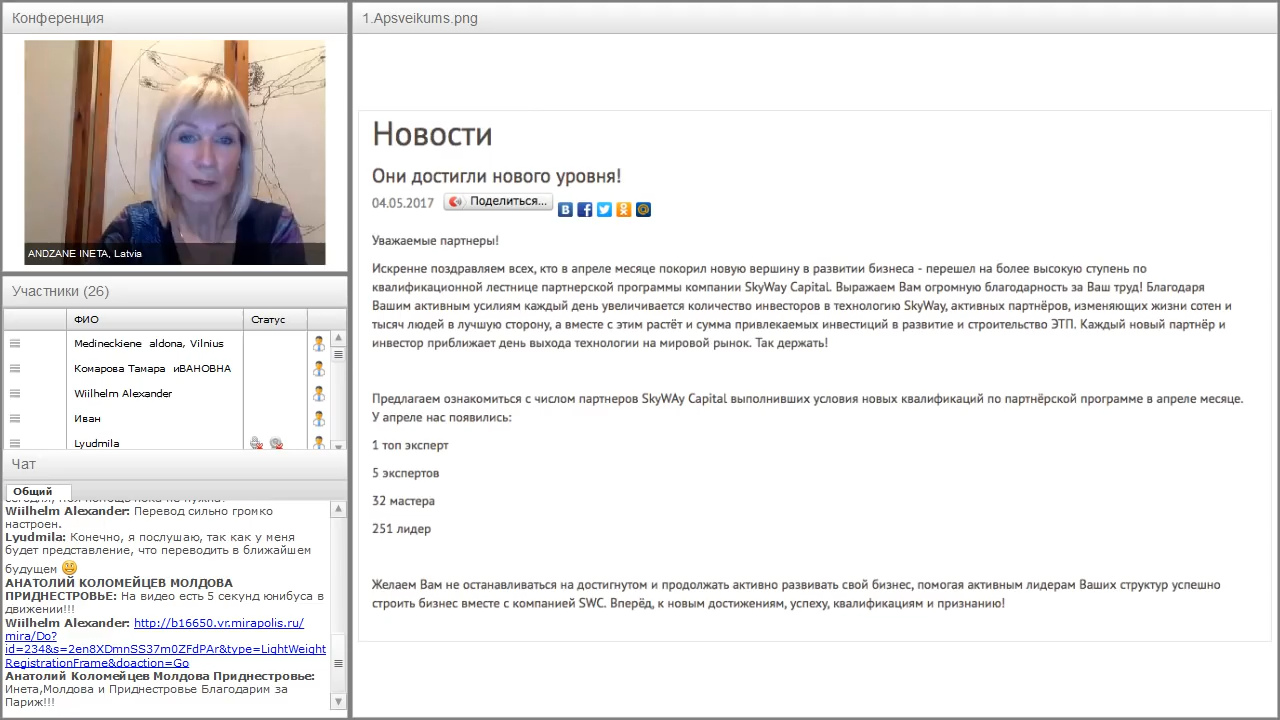 Конференция
ANDZANE INETA, Latvia
Участники (26)
ФИО
Статус
Medineckiene aldona, Vilnius
Комарова Тамара иВАНОВНА
Wiilhelm Alexander
Иван
Lyudmila
Чат
Общий
Wiilhelm Alexander: Перевод сильно громко
настроен.
Lyudmila: Конечно, я послушаю, так как у меня
будет представление, что переводить в ближайшем
будущем
АНАТОЛИЙ КОЛОМЕЙЦЕВ МОЛДОВА
ПРИДНЕСТРОВЬЕ: На видео есть 5 секунд юнибуса в
движении!!!
Wiilhelm Alexander: http://b16650.vr.mirapolis.ru/
mira/Do?
id=234&s=2en8XDmnSS37m0ZFdPAr&type=LightWeight
RegistrationFrame&doaction=Go
Анатолий Коломейцев Молдова Приднестровье:
Инета,Молдова и Приднестровье Благодарим за
Париж!!!
1.Apsveikums.png
Новости
Они достигли нового уровня!
04.05.2017
Поделиться...
Уважаемые партнеры!
Искренне поздравляем всех, кто в апреле месяце покорил новую вершину в развитии бизнеса - перешел на более высокую ступень по
квалификационной лестнице партнерской программы компании SkyWay Capital. Выражаем Вам огромную благодарность за Ваш труд! Благодаря
Вашим активным усилиям каждый день увеличивается количество инвесторов в технологию SkyWay, активных партнёров, изменяющих жизни сотен и
тысяч людей в лучшую сторону, а вместе с этим растёт и сумма привлекаемых инвестиций в развитие и строительство ЭТП. Каждый новый партнёр и
инвестор приближает день выхода технологии на мировой рынок. Так держать!
Предлагаем ознакомиться с числом партнеров SkyWAy Capital выполнивших условия новых квалификаций по партнёрской программе в апреле месяце.
У апреле нас появились:
1 топ эксперт
5 экспертов
32 мастера
251 лидер
Желаем Вам не останавливаться на достигнутом и продолжать активно развивать свой бизнес, помогая активным лидерам Ваших структур успешно
строить бизнес вместе с компанией SWC. Вперёд, к новым достижениям, успеху, квалификациям и признанию!